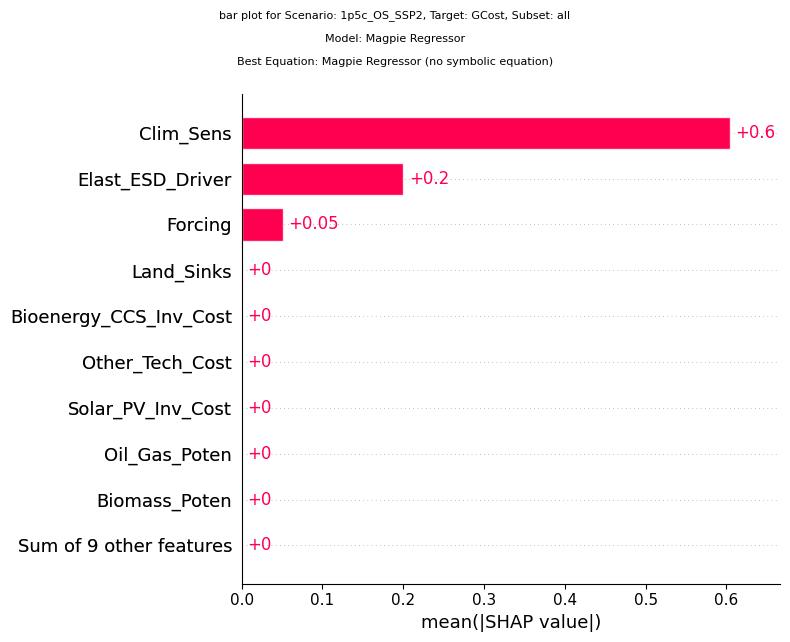 bar plot for Scenario: 1p5c_OS_SSP2, Target: GCost, Subset: all
Model: Magpie Regressor
Best Equation: Magpie Regressor (no symbolic equation)
Clim_Sens +0.6
Elast_ESD_Driver +0.2
Forcing +0.05
Land_Sinks +0
Bioenergy_CCS_Inv_Cost +0
Other_Tech_Cost +0
Solar_PV_Inv_Cost +0
Oil_Gas_Poten +0
Biomass_Poten +0
Sum of 9 other features +0
0.0 0.1 0.2 0.3 0.4 0.5 0.6
mean(|SHAP value|)